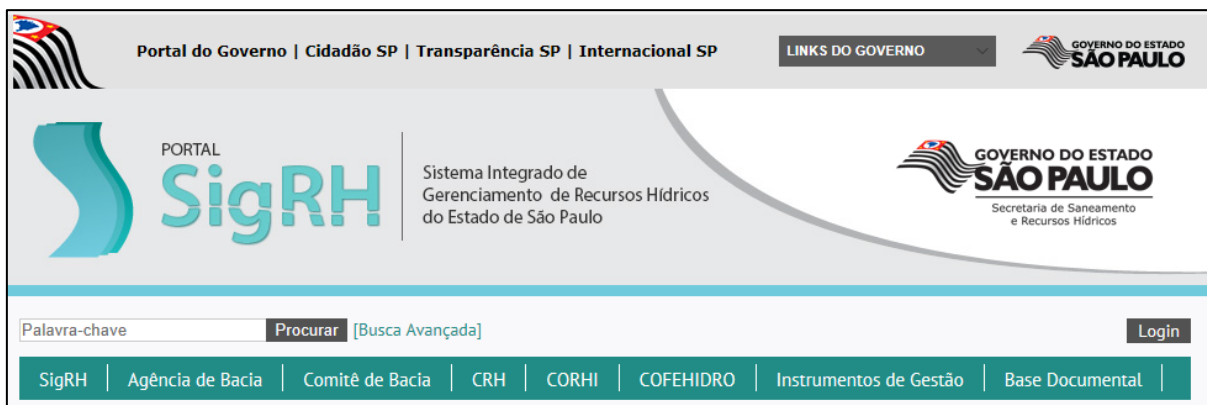 Portal do Governo | Cidadão SP | Transparência SP | Internacional SP
LINKS DO GOVERNO
GOVERNO DO ESTADO
SÃO PAULO
PORTAL
SigRH
Sistema Integrado de
Gerenciamento de Recursos Hídricos
do Estado de São Paulo
GOVERNO DO ESTADO
SÃO PAULO
Secretaria de Saneamento
e Recursos Hídricos
Palavra-chave Procurar [Busca Avançada] Login
SigRH Agência de Bacia Comitê de Bacia CRH CORHI COFEHIDRO Instrumentos de Gestão Base Documental